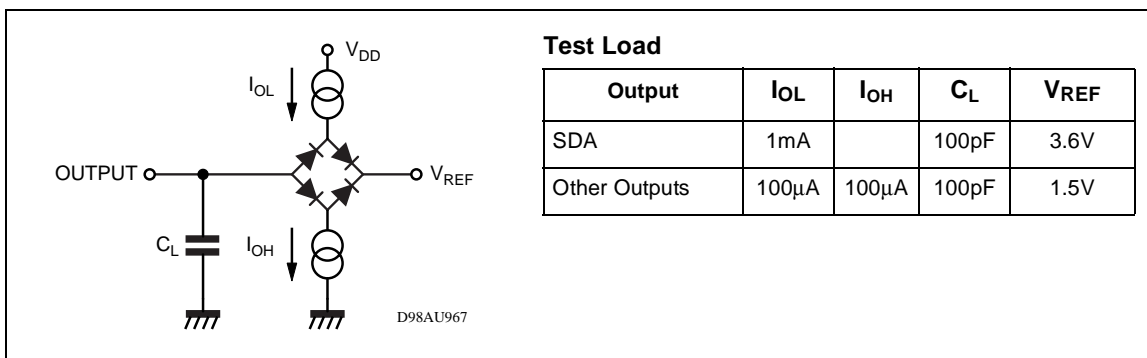 V_DD
I_OL
OUTPUT
V_REF
C_L
I_OH
D98AU967
Test Load
Output I_OL I_OH C_L V_REF
SDA 1mA 100pF 3.6V
Other Outputs 100µA 100µA 100pF 1.5V